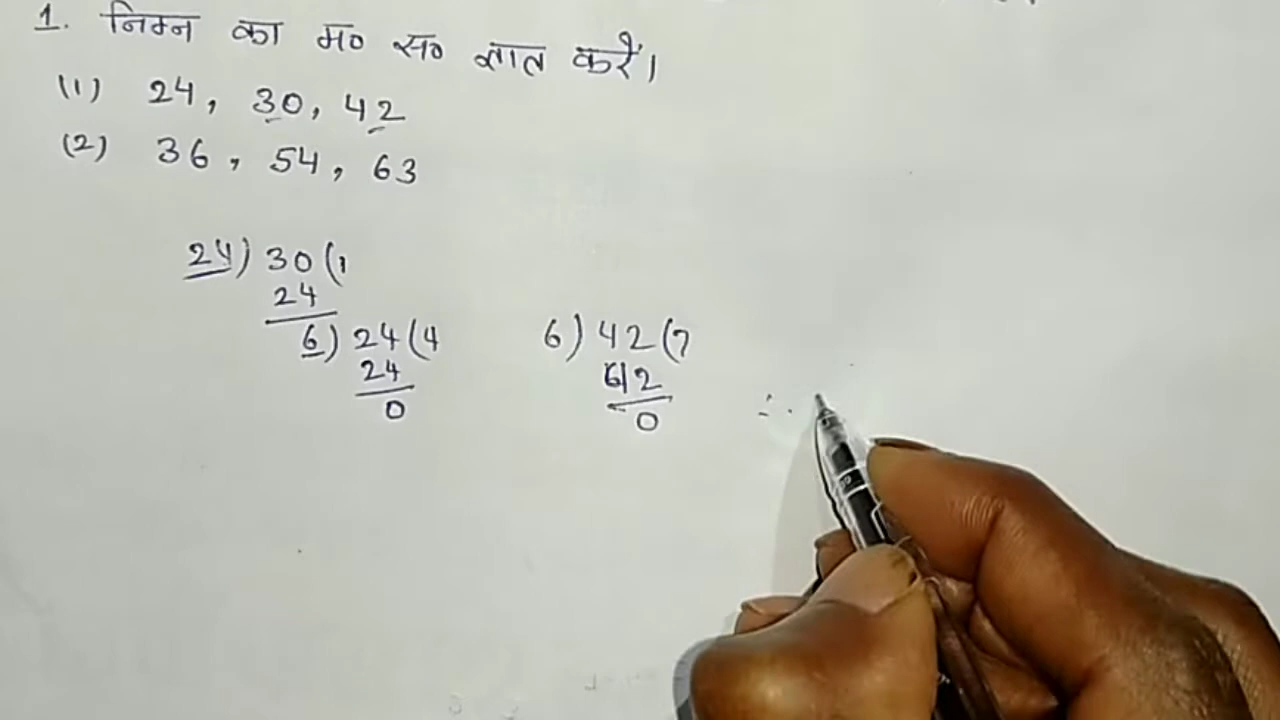 1. निम्न का म० स० ज्ञात करें।
(1) 24, 30, 42
(2) 36, 54, 63
24) 30 (1
24
6) 24 (4
24
0
6) 42 (7
42
0
∴